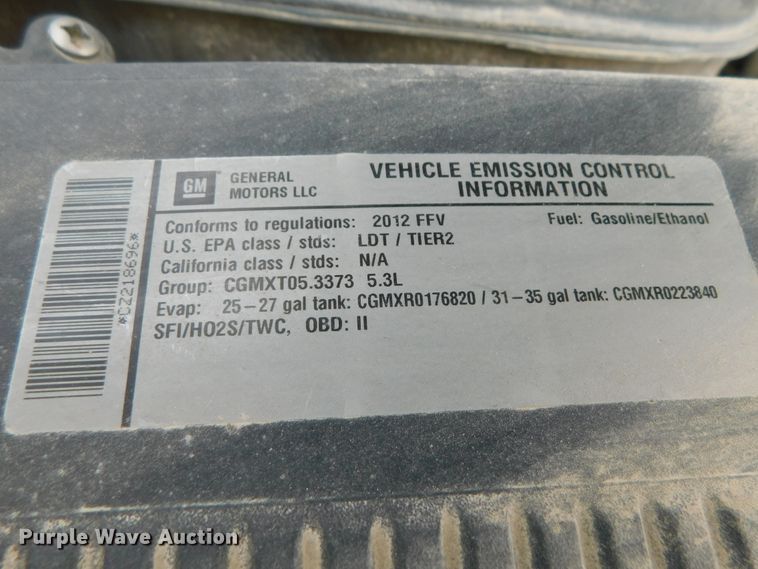 GM
GENERAL
MOTORS LLC
VEHICLE EMISSION CONTROL
INFORMATION
Conforms to regulations: 2012 FFV Fuel: Gasoline/Ethanol
U.S. EPA class / stds: LDT / TIER2
California class / stds: N/A
Group: CGMXT05.3373 5.3L
Evap: 25-27 gal tank: CGMXR0176820 / 31-35 gal tank: CGMXR0223840
SFI/HO2S/TWC, OBD: II
*CZ218696*
Purple Wave Auction